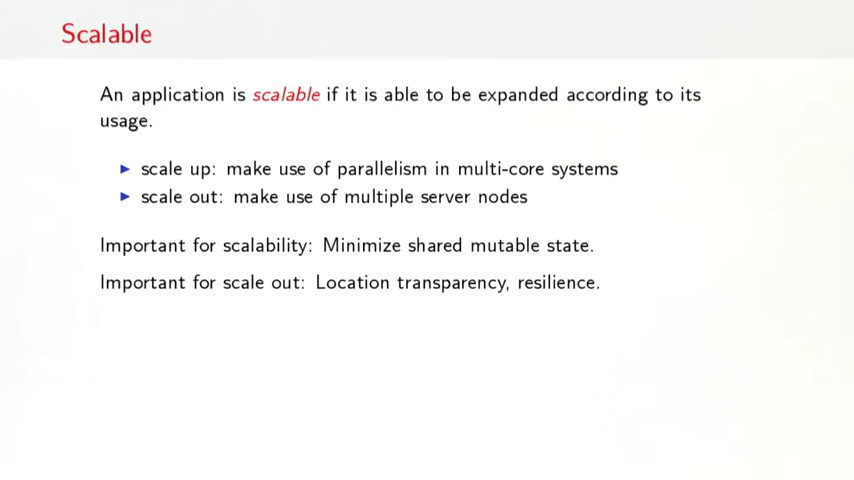 Scalable
An application is scalable if it is able to be expanded according to its
usage.
scale up: make use of parallelism in multi-core systems
scale out: make use of multiple server nodes
Important for scalability: Minimize shared mutable state.
Important for scale out: Location transparency, resilience.